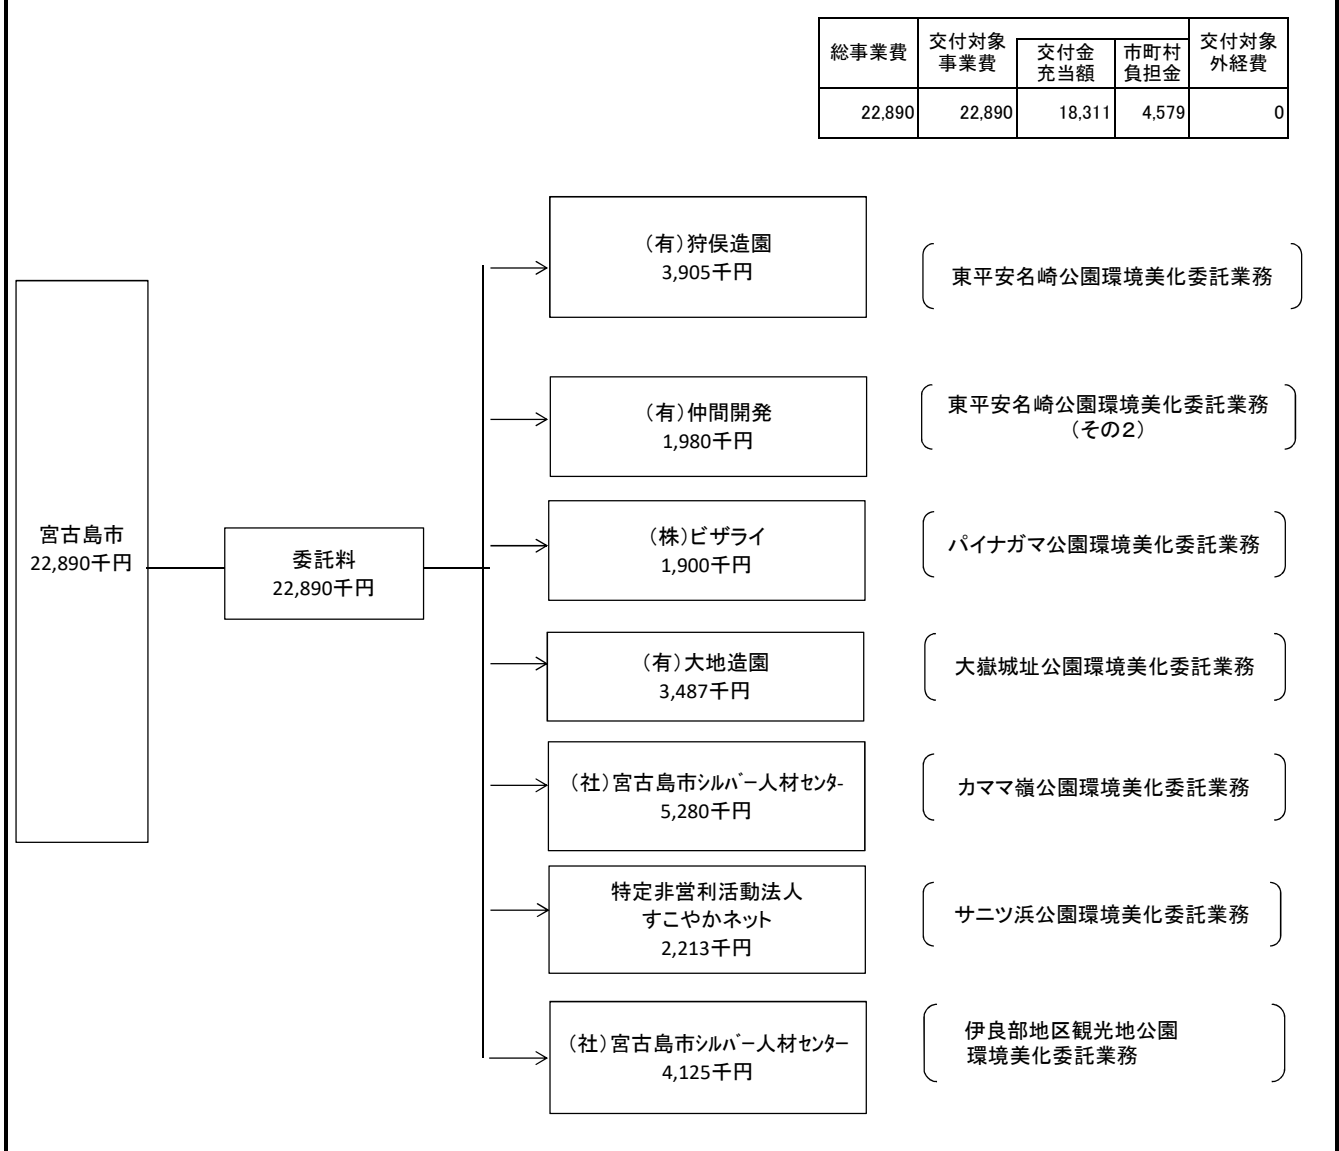 総事業費
交付対象
事業費
交付金
充当額
市町村
負担金
交付対象
外経費
22,890
22,890
18,311
4,579
0
宮古島市
22,890千円
委託料
22,890千円
(有)狩俣造園
3,905千円
東平安名崎公園環境美化委託業務
(有)仲間開発
1,980千円
東平安名崎公園環境美化委託業務
(その2)
(株)ビザライ
1,900千円
パイナガマ公園環境美化委託業務
(有)大地造園
3,487千円
大嶽城址公園環境美化委託業務
(社)宮古島市ｼﾙﾊﾞｰ人材ｾﾝﾀ-
5,280千円
カママ嶺公園環境美化委託業務
特定非営利活動法人
すこやかネット
2,213千円
サニツ浜公園環境美化委託業務
(社)宮古島市ｼﾙﾊﾞｰ人材ｾﾝﾀｰ
4,125千円
伊良部地区観光地公園
環境美化委託業務